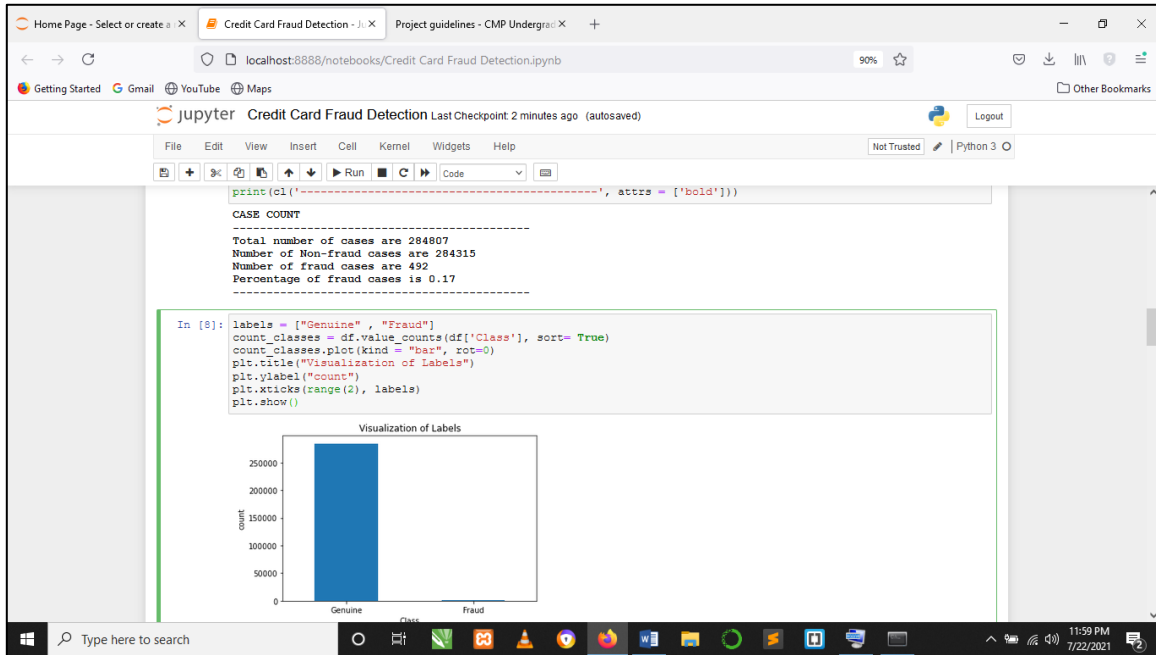 Home Page - Select or create a
Credit Card Fraud Detection - Ju
Project guidelines - CMP Undergrad
localhost:8888/notebooks/Credit Card Fraud Detection.ipynb
90%
Getting Started Gmail YouTube Maps Other Bookmarks
jupyter Credit Card Fraud Detection Last Checkpoint: 2 minutes ago (autosaved)
Logout
File Edit View Insert Cell Kernel Widgets Help
Not Trusted Python 3
Run Code
print(cl('--------------------------------------------', attrs = ['bold']))
CASE COUNT
--------------------------------------------
Total number of cases are 284807
Number of Non-fraud cases are 284315
Number of fraud cases are 492
Percentage of fraud cases is 0.17
--------------------------------------------
In [8]: labels = ["Genuine" , "Fraud"]
count_classes = df.value_counts(df['Class'], sort= True)
count_classes.plot(kind = "bar", rot=0)
plt.title("Visualization of Labels")
plt.ylabel("count")
plt.xticks(range(2), labels)
plt.show()
Visualization of Labels
250000
200000
150000
100000
50000
0
count
Genuine Fraud
Class
Type here to search
11:59 PM
7/22/2021
2